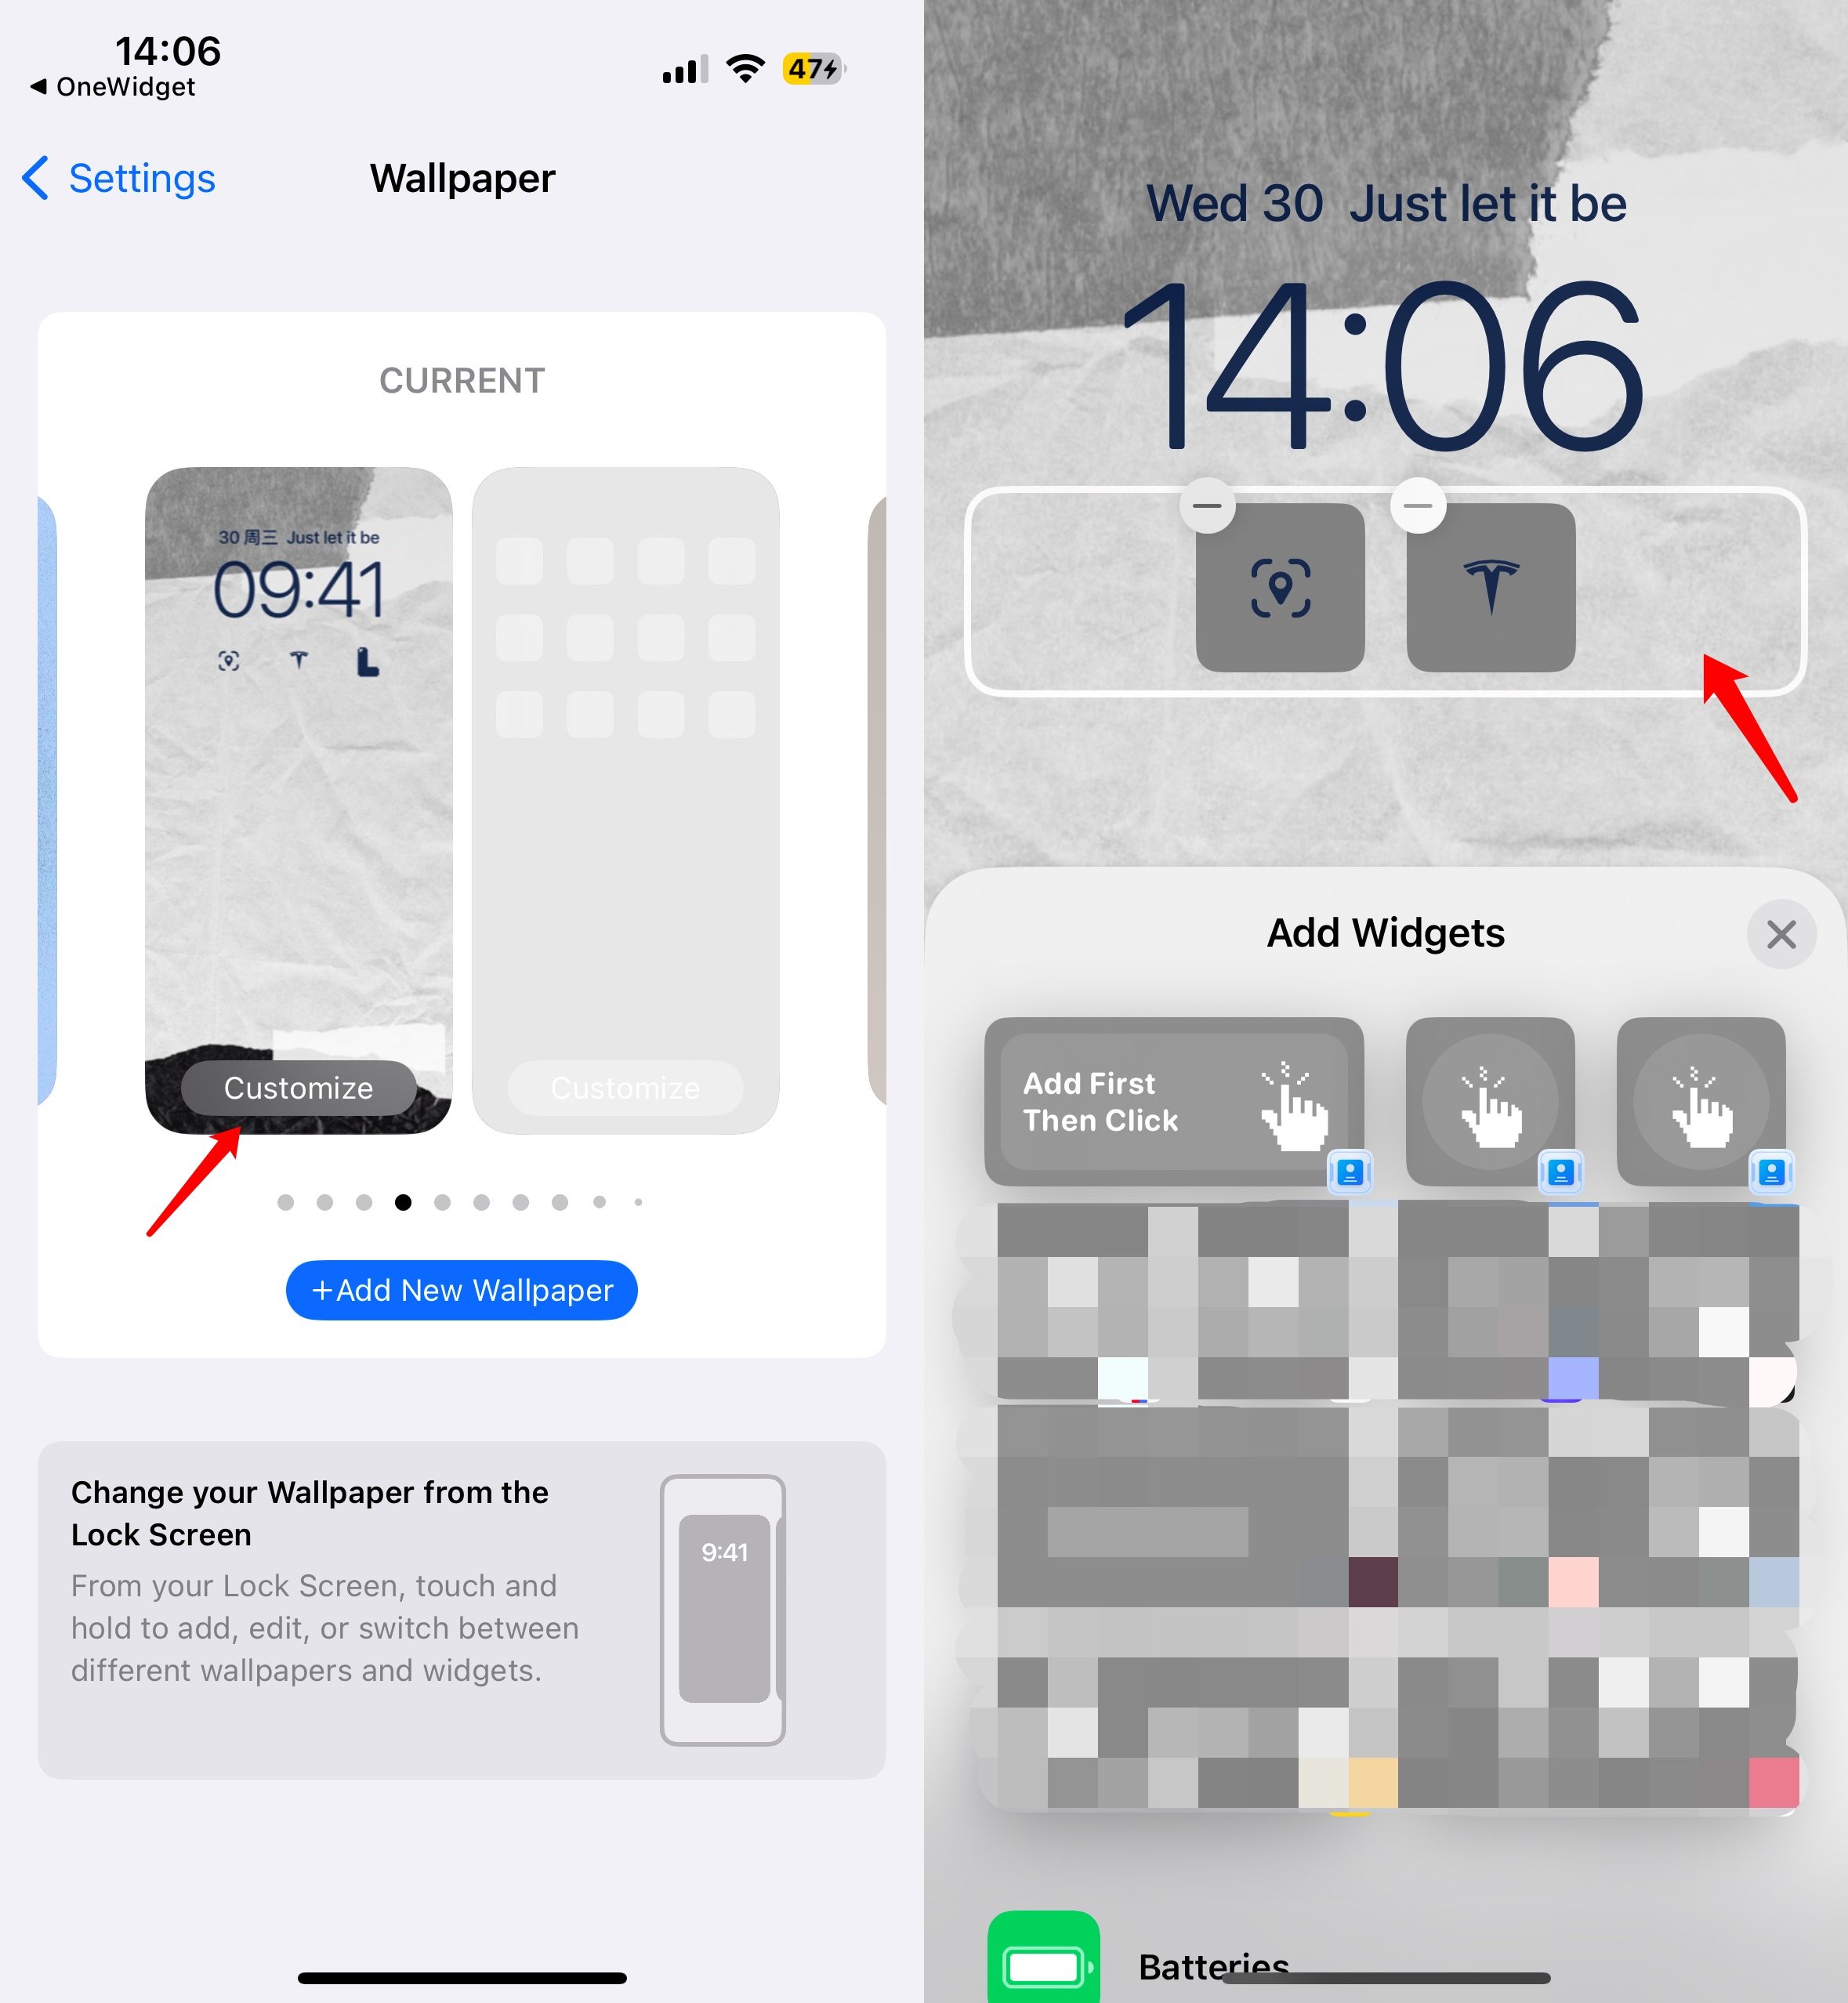 14:06
47
◀ OneWidget
Settings
Wallpaper
CURRENT
30 周三 Just let it be
09:41
Customize
Customize
+Add New Wallpaper
Change your Wallpaper from the
Lock Screen
From your Lock Screen, touch and
hold to add, edit, or switch between
different wallpapers and widgets.
9:41
Wed 30 Just let it be
14:06
Add Widgets
Add First
Then Click
Batteries